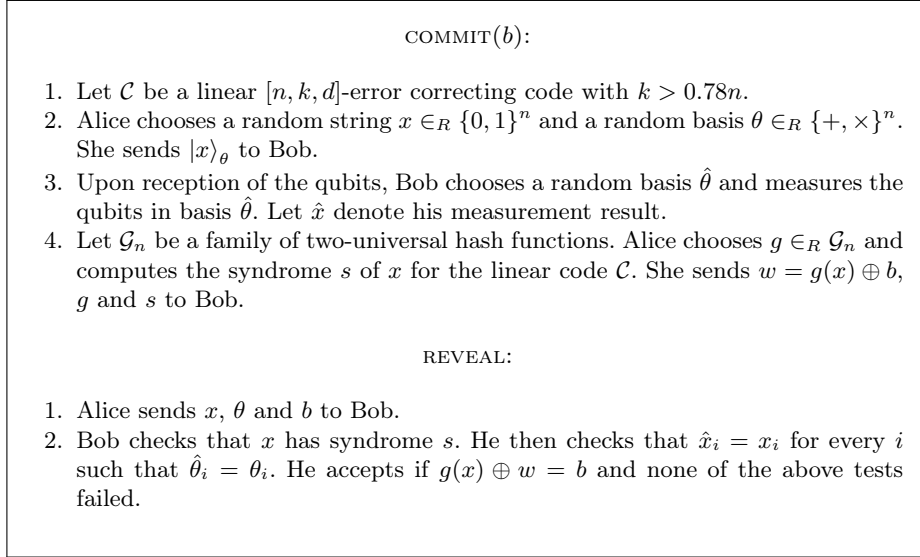 COMMIT(b):
1. Let 𝒞 be a linear [n, k, d]-error correcting code with k > 0.78n.
2. Alice chooses a random string x ∈_R {0, 1}^n and a random basis θ ∈_R {+, ×}^n.
She sends |x⟩_θ to Bob.
3. Upon reception of the qubits, Bob chooses a random basis θ̂ and measures the
qubits in basis θ̂. Let x̂ denote his measurement result.
4. Let 𝒢_n be a family of two-universal hash functions. Alice chooses g ∈_R 𝒢_n and
computes the syndrome s of x for the linear code 𝒞. She sends w = g(x) ⊕ b,
g and s to Bob.
REVEAL:
1. Alice sends x, θ and b to Bob.
2. Bob checks that x has syndrome s. He then checks that x̂_i = x_i for every i
such that θ̂_i = θ_i. He accepts if g(x) ⊕ w = b and none of the above tests
failed.